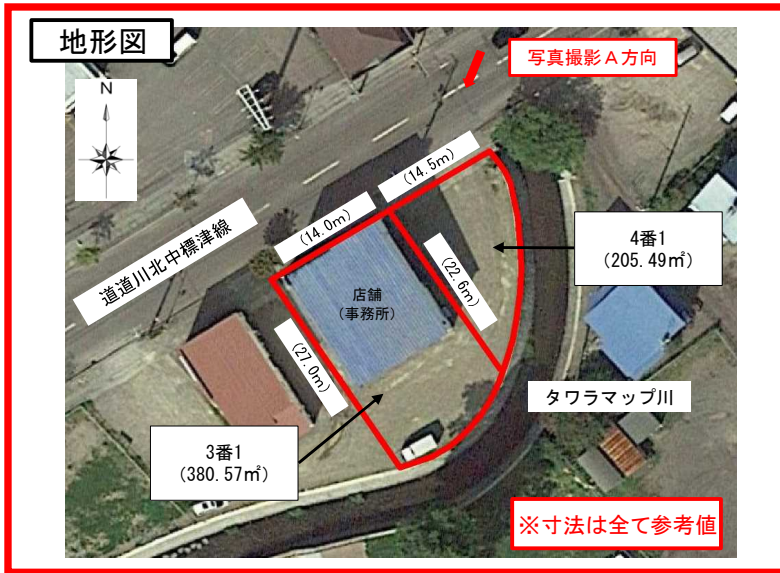 地形図
写真撮影A方向
N
(14.5m)
(14.0m)
道道川北中標津線
4番1
(205.49㎡)
(22.6m)
店舗
(事務所)
(27.0m)
タワラマップ川
3番1
(380.57㎡)
※寸法は全て参考値